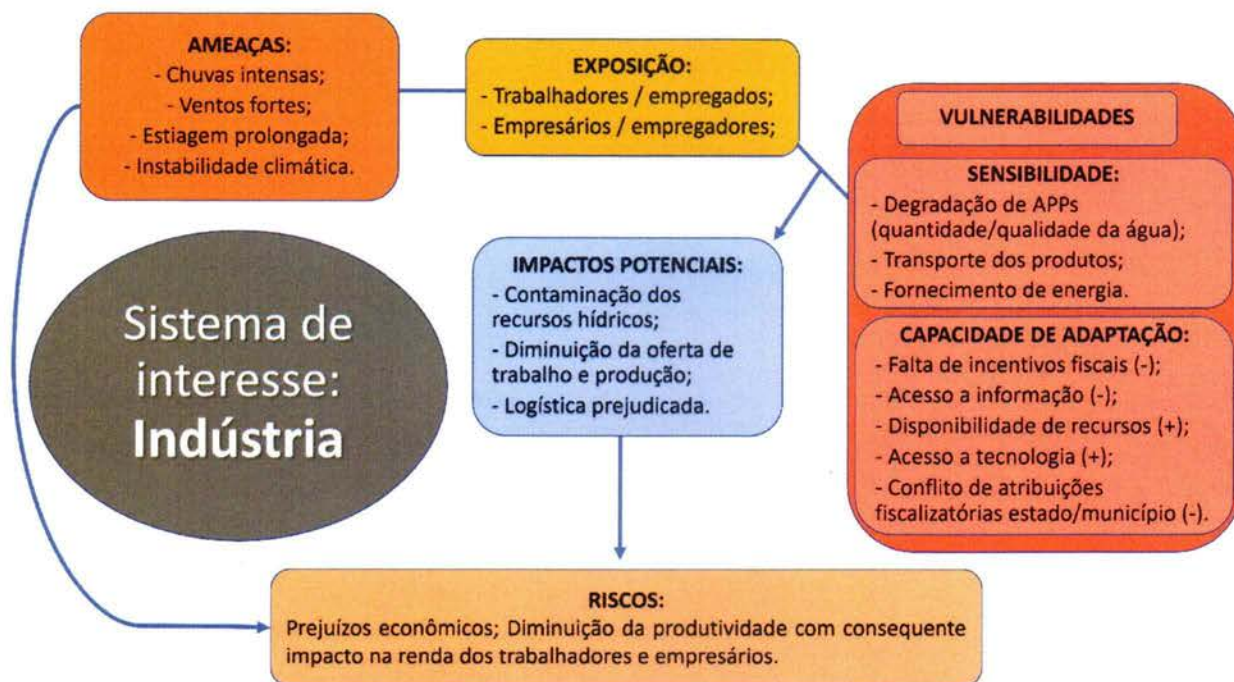 AMEAÇAS:
- Chuvas intensas;
- Ventos fortes;
- Estiagem prolongada;
- Instabilidade climática.
EXPOSIÇÃO:
- Trabalhadores / empregados;
- Empresários / empregadores;
VULNERABILIDADES
SENSIBILIDADE:
- Degradação de APPs
(quantidade/qualidade da água);
- Transporte dos produtos;
- Fornecimento de energia.
CAPACIDADE DE ADAPTAÇÃO:
- Falta de incentivos fiscais (-);
- Acesso a informação (-);
- Disponibilidade de recursos (+);
- Acesso a tecnologia (+);
- Conflito de atribuições
fiscalizatórias estado/município (-).
IMPACTOS POTENCIAIS:
- Contaminação dos
recursos hídricos;
- Diminuição da oferta de
trabalho e produção;
- Logística prejudicada.
Sistema de
interesse:
Indústria
RISCOS:
Prejuízos econômicos; Diminuição da produtividade com consequente
impacto na renda dos trabalhadores e empresários.